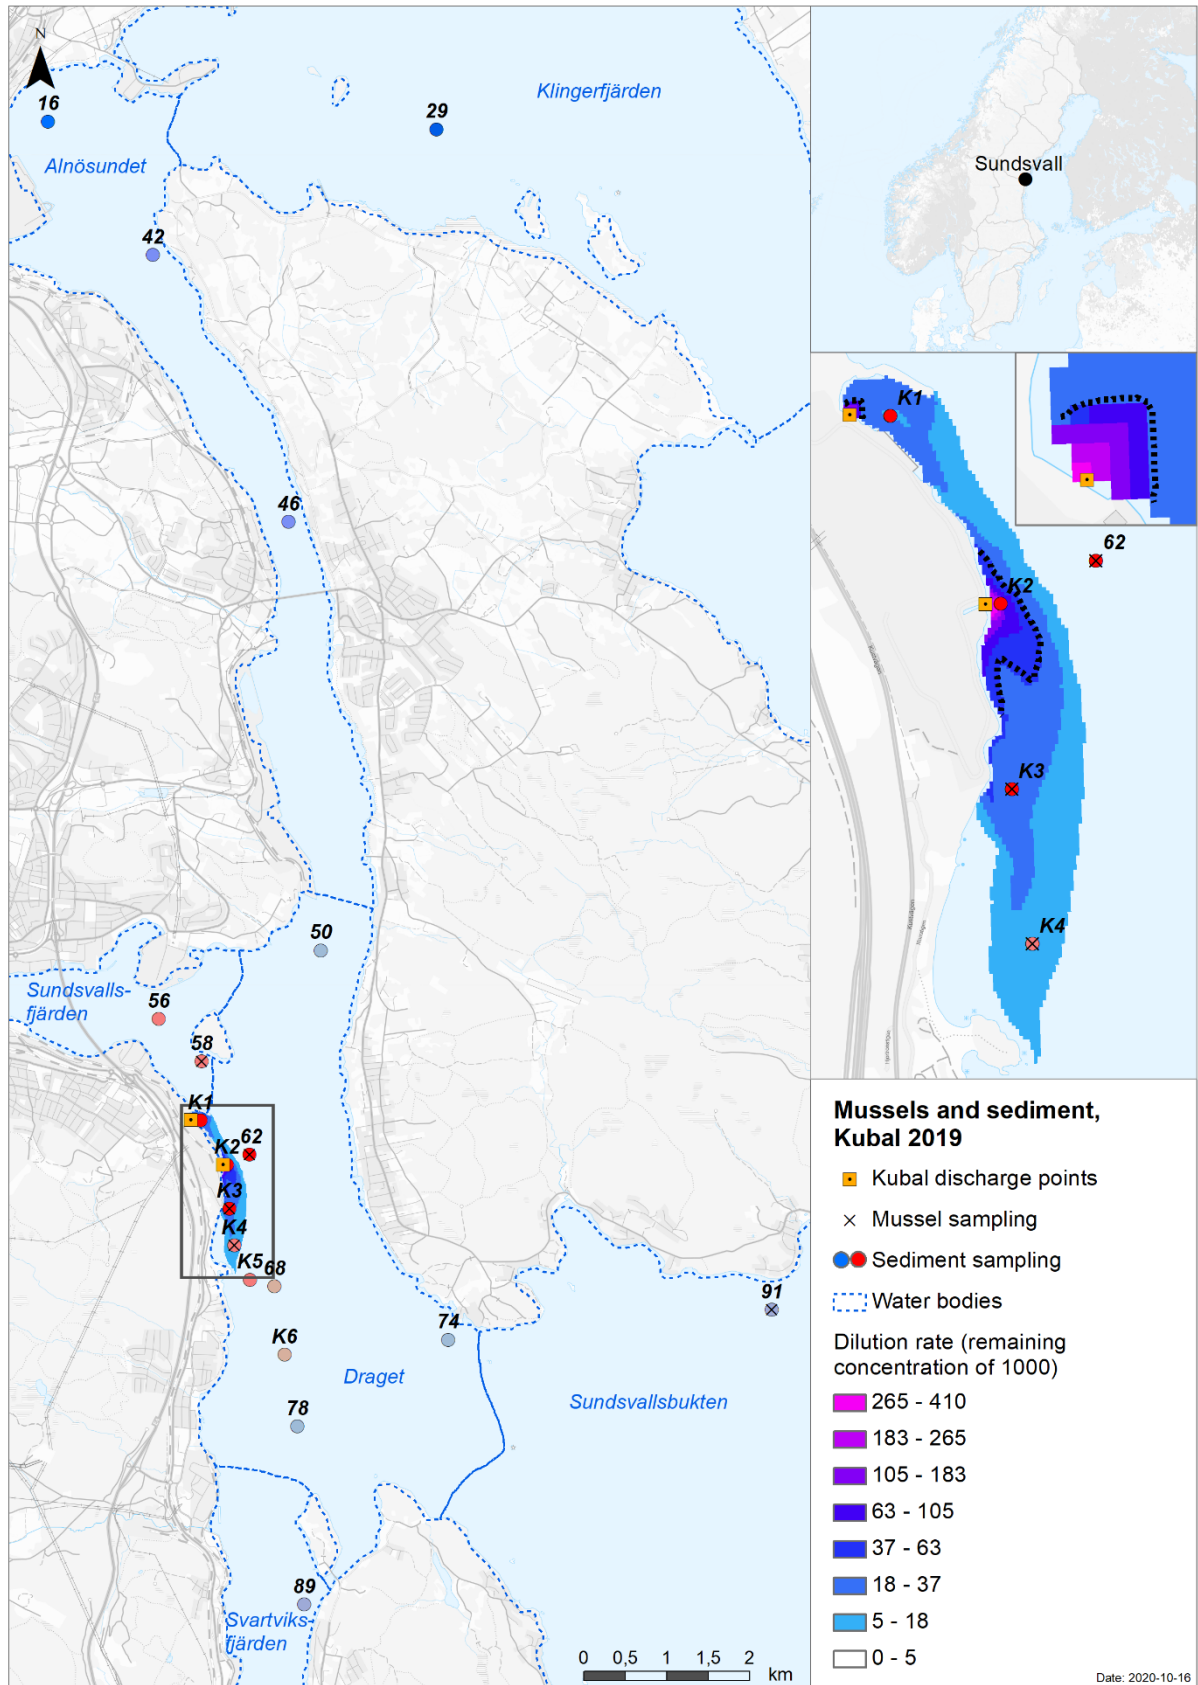 N
16
Alnösundet
29
Klingerfjärden
42
46
50
Sundsvalls-
fjärden
56
58
K1
K2
62
K3
K4
K5
68
K6
74
91
Draget
Sundsvallsbukten
78
89
Svartviks-
fjärden
0 0,5 1 1,5 2
km
Sundsvall
K1
62
K2
K3
K4
Mussels and sediment,
Kubal 2019
Kubal discharge points
Mussel sampling
Sediment sampling
Water bodies
Dilution rate (remaining
concentration of 1000)
265 - 410
183 - 265
105 - 183
63 - 105
37 - 63
18 - 37
5 - 18
0 - 5
Date: 2020-10-16